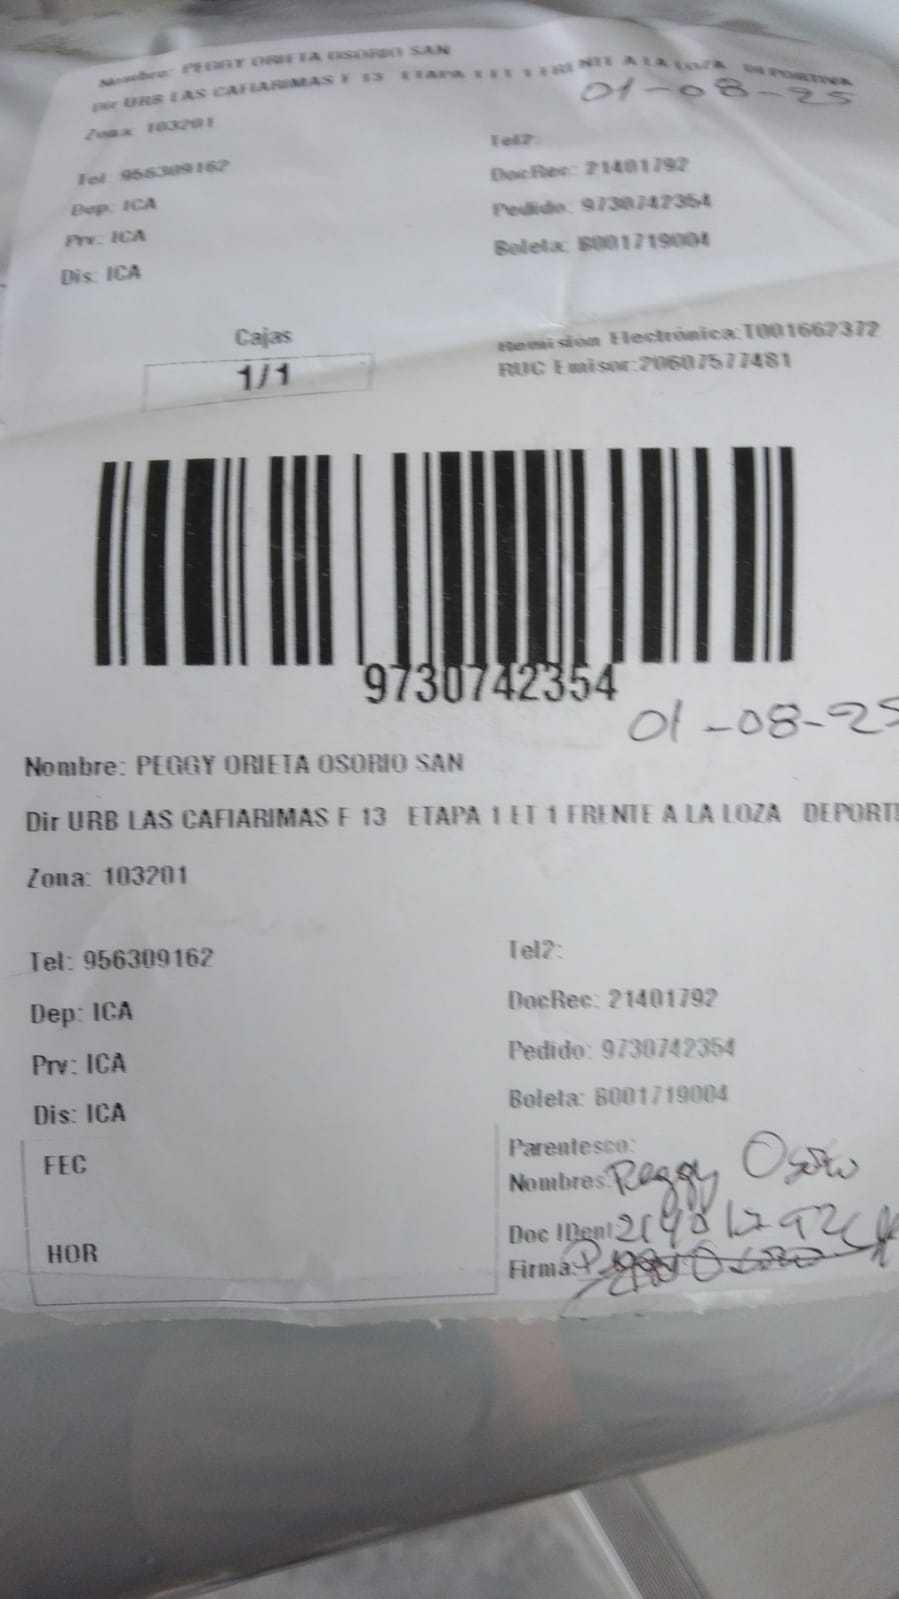 Nombre: PEGGY ORIETA OSORIO SAN
Dir URB LAS CAFIARIMAS F 13 ETAPA 1 ET 1 FRENTE A LA LOZA DEPORTIVA
01-08-25
Zona: 103201
Tel: 956309162
Tel2:
Dep: ICA
DocRec: 21401792
Prv: ICA
Pedido: 9730742354
Dis: ICA
Boleta: B001719004
Cajas
1/1
Remisión Electrónica:T001662372
RUC Emisor:20607577481
9730742354
01-08-25
Nombre: PEGGY ORIETA OSORIO SAN
Dir URB LAS CAFIARIMAS F 13 ETAPA 1 ET 1 FRENTE A LA LOZA DEPORTI
Zona: 103201
Tel: 956309162
Tel2:
Dep: ICA
DocRec: 21401792
Prv: ICA
Pedido: 9730742354
Dis: ICA
Boleta: B001719004
FEC
HOR
Parentesco:
Nombres: Peggy Osorio
Doc IDent
Firma: